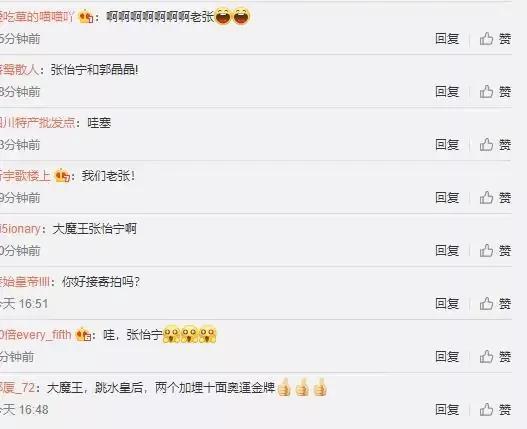 爱吃草的喵喵吖：啊啊啊啊啊啊啊老张
5分钟前
回复 赞
散人：张怡宁和郭晶晶!
8分钟前
回复 赞
四川特产批发点：哇塞
3分钟前
回复 赞
宇歌楼上：我们老张！
9分钟前
回复 赞
i5ionary：大魔王张怡宁啊
0分钟前
回复 赞
始皇帝llll：你好接寄拍吗？
今天 16:51
回复 赞
0倍every_fifth：哇，张怡宁
分钟前
回复 赞
厦_72：大魔王，跳水皇后，两个加埋十面奥運金牌
今天 16:48
回复 赞